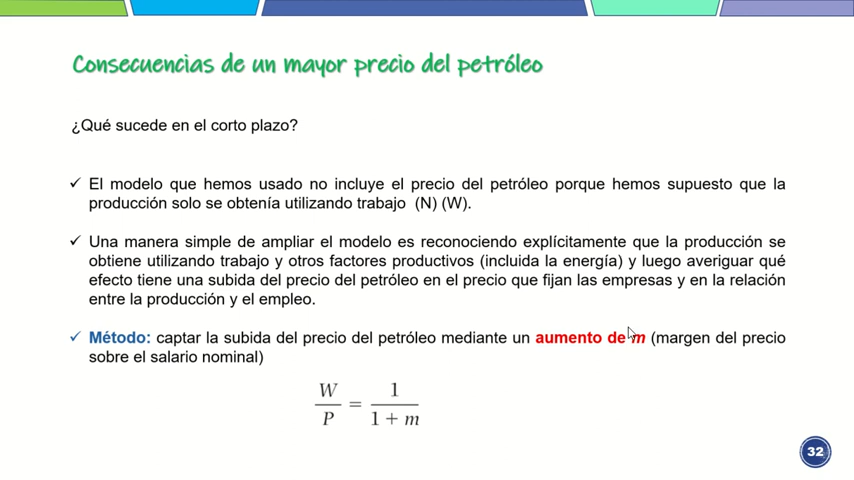 Consecuencias de un mayor precio del petróleo
¿Qué sucede en el corto plazo?
✓ El modelo que hemos usado no incluye el precio del petróleo porque hemos supuesto que la
producción solo se obtenía utilizando trabajo (N) (W).
✓ Una manera simple de ampliar el modelo es reconociendo explícitamente que la producción se
obtiene utilizando trabajo y otros factores productivos (incluida la energía) y luego averiguar qué
efecto tiene una subida del precio del petróleo en el precio que fijan las empresas y en la relación
entre la producción y el empleo.
✓ Método: captar la subida del precio del petróleo mediante un aumento de m (margen del precio
sobre el salario nominal)
W/P = 1/(1 + m)
32